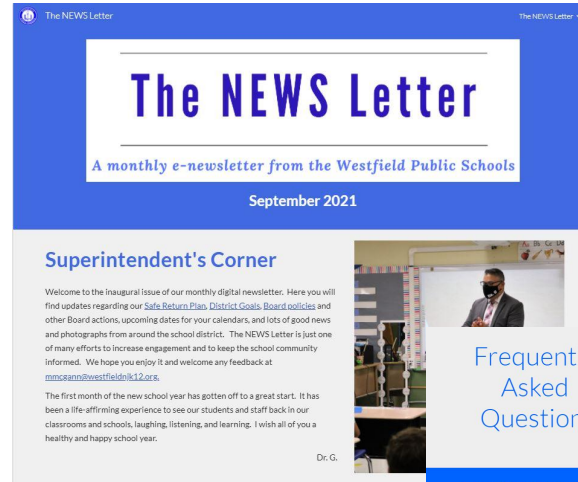 The NEWS Letter
The NEWS Letter
The NEWS Letter
A monthly e-newsletter from the Westfield Public Schools
September 2021
Superintendent's Corner
Welcome to the inaugural issue of our monthly digital newsletter. Here you will
find updates regarding our Safe Return Plan, District Goals, Board policies and
other Board actions, upcoming dates for your calendars, and lots of good news
and photographs from around the school district. The NEWS Letter is just one
of many efforts to increase engagement and to keep the school community
informed. We hope you enjoy it and welcome any feedback at
mmcgann@westfieldnjk12.org.
The first month of the new school year has gotten off to a great start. It has
been a life-affirming experience to see our students and staff back in our
classrooms and schools, laughing, listening, and learning. I wish all of you a
healthy and happy school year.
Dr. G.
Frequent
Asked
Question